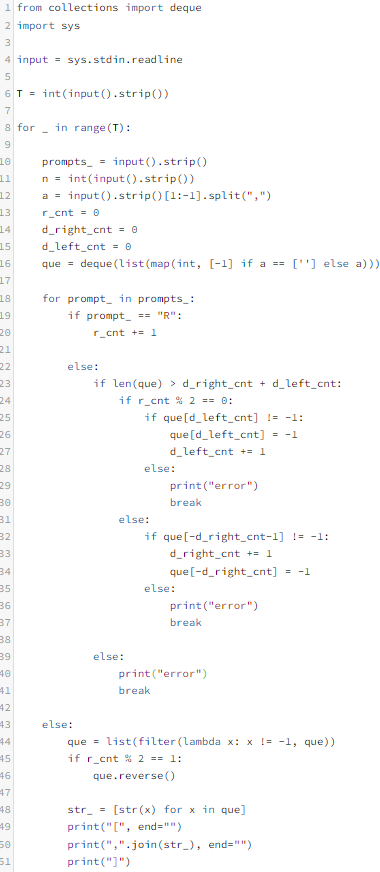 1 from collections import deque
2 import sys
3
4 input = sys.stdin.readline
5
6 T = int(input().strip())
7
8 for _ in range(T):
9
10     prompts_ = input().strip()
11     n = int(input().strip())
12     a = input().strip()[1:-1].split(",")
13     r_cnt = 0
14     d_right_cnt = 0
15     d_left_cnt = 0
16     que = deque(list(map(int, [-1] if a == [''] else a)))
17
18     for prompt_ in prompts_:
19         if prompt_ == "R":
20             r_cnt += 1
21
22         else:
23             if len(que) > d_right_cnt + d_left_cnt:
24                 if r_cnt % 2 == 0:
25                     if que[d_left_cnt] != -1:
26                         que[d_left_cnt] = -1
27                         d_left_cnt += 1
28                     else:
29                         print("error")
30                         break
31                 else:
32                     if que[-d_right_cnt-1] != -1:
33                         d_right_cnt += 1
34                         que[-d_right_cnt] = -1
35                     else:
36                         print("error")
37                         break
38
39             else:
40                 print("error")
41                 break
42
43     else:
44         que = list(filter(lambda x: x != -1, que))
45         if r_cnt % 2 == 1:
46             que.reverse()
47
48         str_ = [str(x) for x in que]
49         print("[", end="")
50         print(",".join(str_), end="")
51         print("]")